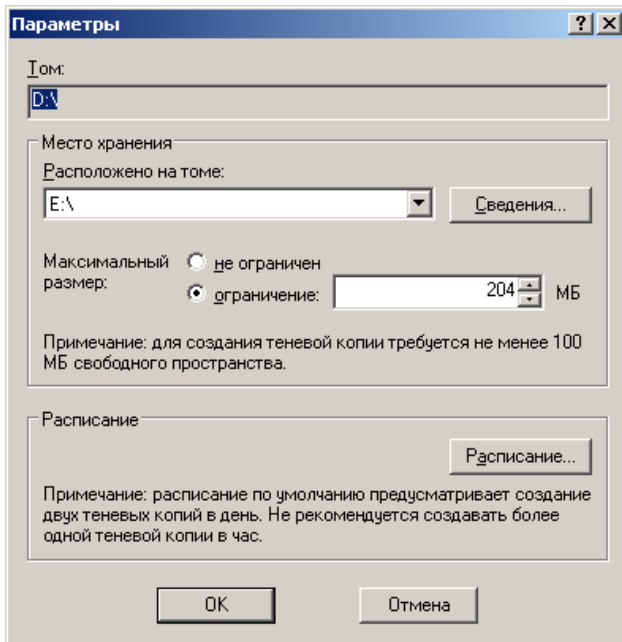 Параметры
Том:
D:\
Место хранения
Расположено на томе:
E:\
Сведения...
Максимальный размер:
не ограничен
ограничение: 204 МБ
Примечание: для создания теневой копии требуется не менее 100
МБ свободного пространства.
Расписание
Расписание...
Примечание: расписание по умолчанию предусматривает создание
двух теневых копий в день. Не рекомендуется создавать более
одной теневой копии в час.
OK
Отмена